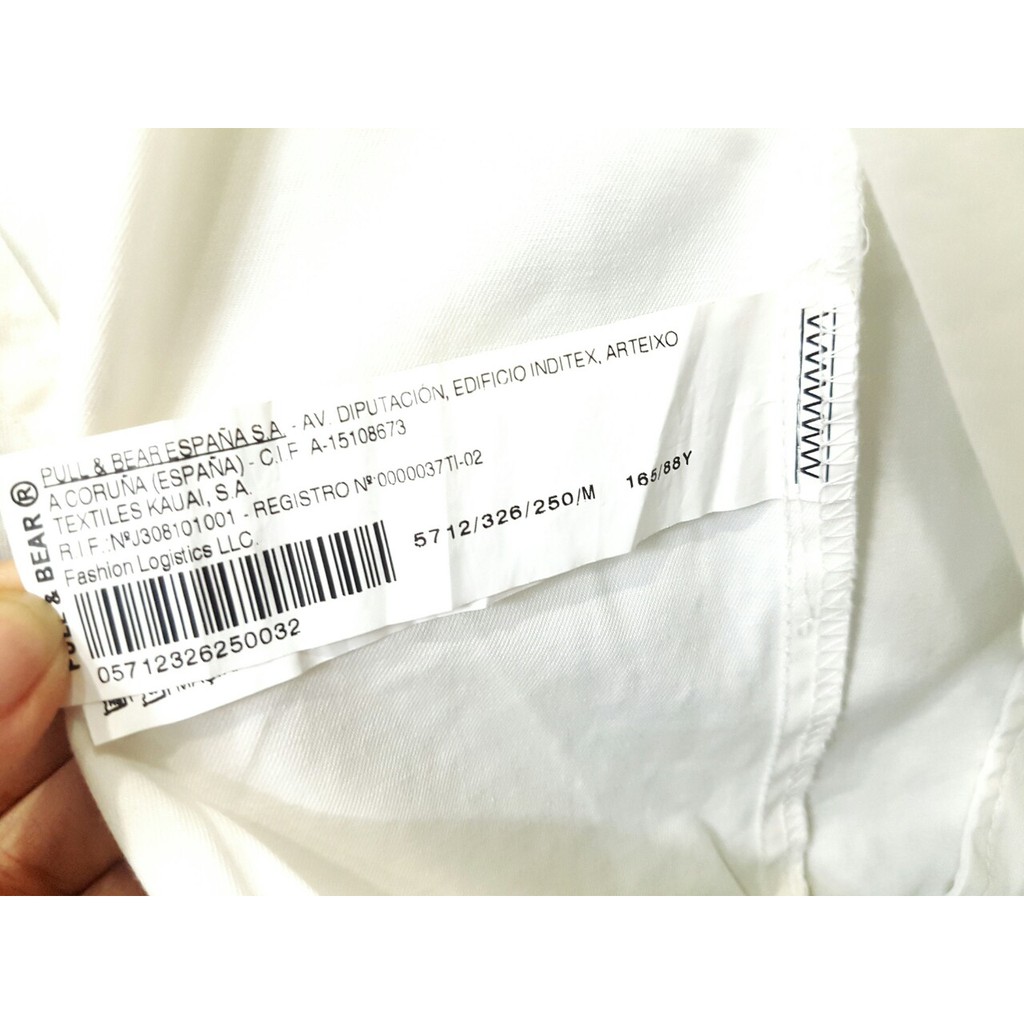 PULL & BEAR®
PULL & BEAR ESPAÑA S.A. - AV. DIPUTACIÓN, EDIFICIO INDITEX, ARTEIXO
A CORUÑA (ESPAÑA) - C.I.F A-15108673
TEXTILES KAUAI, S.A.
R.I.F.:NºJ308101001 - REGISTRO Nº 0000037TI-02
Fashion Logistics LLC.
5712/326/250/M 165/88Y
05712326250032